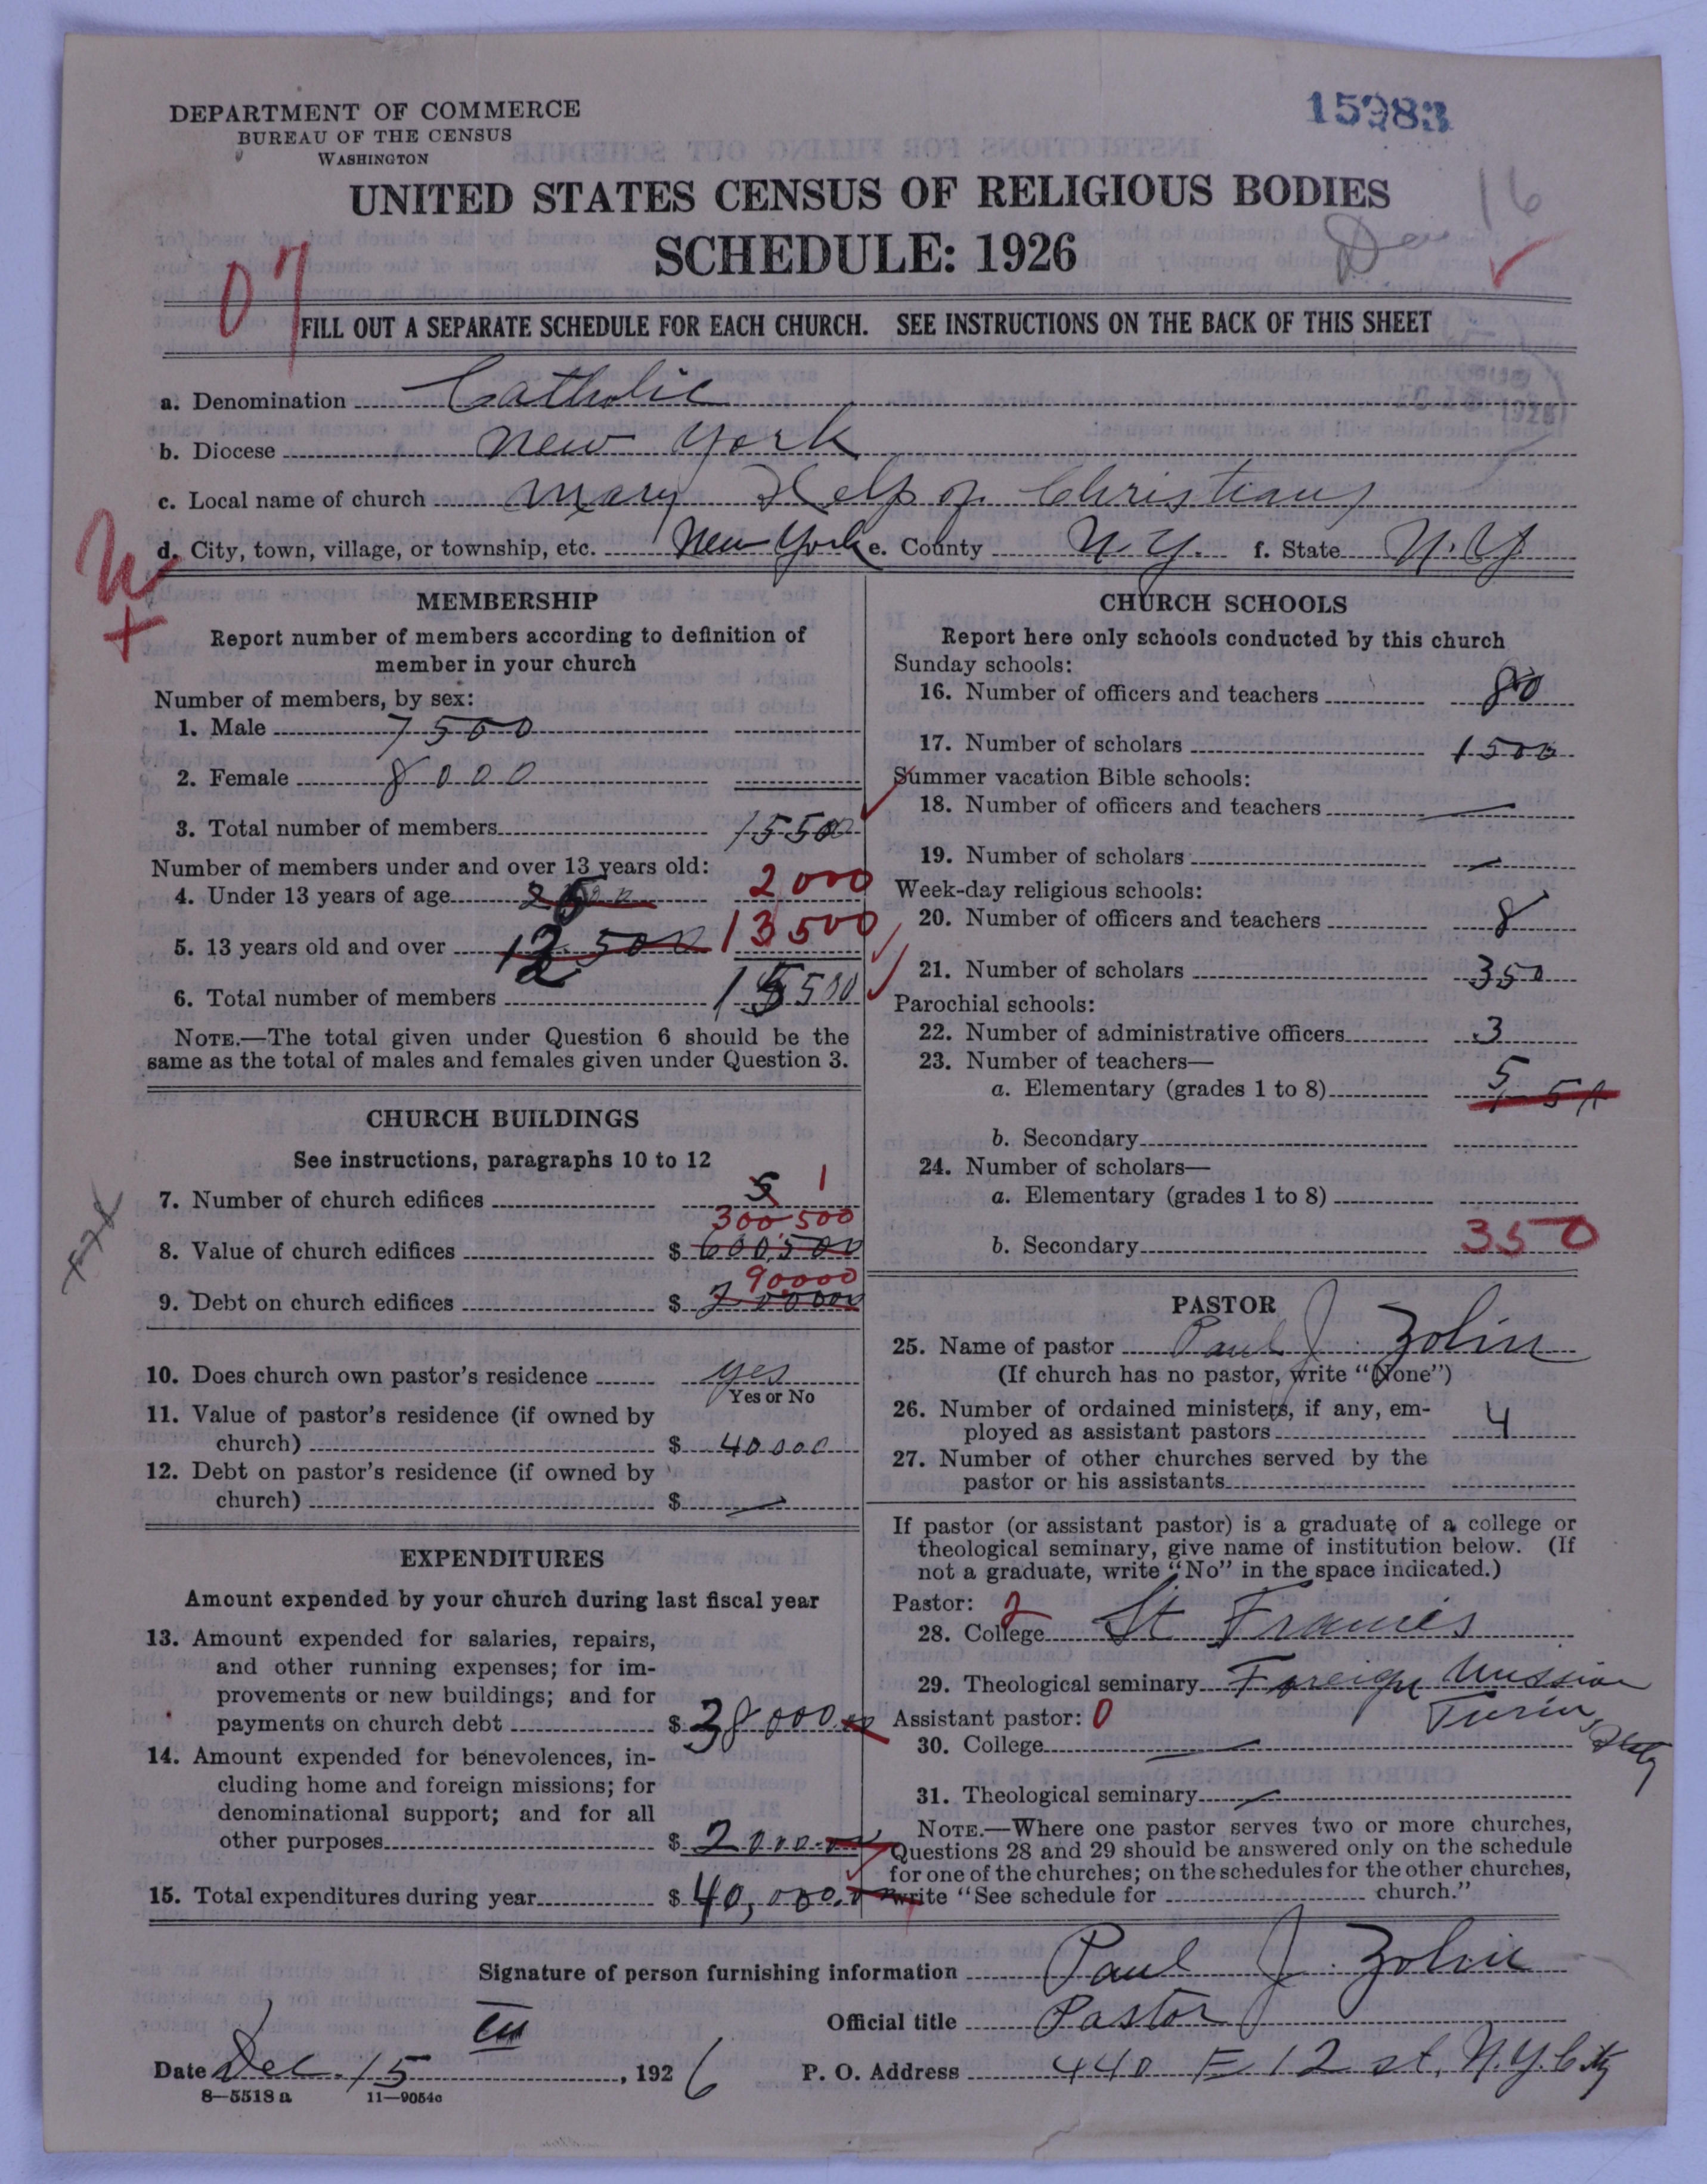 DEPARTMENT OF COMMERCE
BUREAU OF THE CENSUS
WASHINGTON
15983
UNITED STATES CENSUS OF RELIGIOUS BODIES
SCHEDULE: 1926
16
07
FILL OUT A SEPARATE SCHEDULE FOR EACH CHURCH. SEE INSTRUCTIONS ON THE BACK OF THIS SHEET
a. Denomination Catholic
b. Diocese New York
c. Local name of church Mary Help of Christians
d. City, town, village, or township, etc. New York e. County N.Y. f. State N.Y.
MEMBERSHIP
Report number of members according to definition of
member in your church
Number of members, by sex:
1. Male 7500
2. Female 8000
3. Total number of members 15500
Number of members under and over 13 years old:
4. Under 13 years of age 2500 2000
5. 13 years old and over 12500 13500
6. Total number of members 15500
NOTE.—The total given under Question 6 should be the
same as the total of males and females given under Question 3.
CHURCH BUILDINGS
See instructions, paragraphs 10 to 12
7. Number of church edifices 5 1
300 500
8. Value of church edifices $ 600,500
90000
9. Debt on church edifices $ 200000
10. Does church own pastor's residence yes
Yes or No
11. Value of pastor's residence (if owned by
church) $ 40000
12. Debt on pastor's residence (if owned by
church) $ —
EXPENDITURES
Amount expended by your church during last fiscal year
13. Amount expended for salaries, repairs,
and other running expenses; for im-
provements or new buildings; and for
payments on church debt $ 38000.00
14. Amount expended for benevolences, in-
cluding home and foreign missions; for
denominational support; and for all
other purposes $ 2000.00
15. Total expenditures during year $ 40,000.00
CHURCH SCHOOLS
Report here only schools conducted by this church
Sunday schools:
16. Number of officers and teachers 80
17. Number of scholars 1500
Summer vacation Bible schools:
18. Number of officers and teachers —
19. Number of scholars —
Week-day religious schools:
20. Number of officers and teachers 8
21. Number of scholars 350
Parochial schools:
22. Number of administrative officers 3
23. Number of teachers—
a. Elementary (grades 1 to 8) 5
b. Secondary
24. Number of scholars—
a. Elementary (grades 1 to 8)
b. Secondary 350
PASTOR
25. Name of pastor Paul J. Zolin
(If church has no pastor, write "None")
26. Number of ordained ministers, if any, em-
ployed as assistant pastors 4
27. Number of other churches served by the
pastor or his assistants
If pastor (or assistant pastor) is a graduate of a college or
theological seminary, give name of institution below. (If
not a graduate, write "No" in the space indicated.)
Pastor: 2
28. College St Francis
29. Theological seminary Foreign Mission
Turin, Italy
Assistant pastor: 0
30. College —
31. Theological seminary —
NOTE.—Where one pastor serves two or more churches,
Questions 28 and 29 should be answered only on the schedule
for one of the churches; on the schedules for the other churches,
write "See schedule for church."
Signature of person furnishing information Paul J. Zolin
Official title Pastor
Date Dec. 15, 1926 P. O. Address 440 E 12 st. N.Y. City
8—5518a 11—9054c